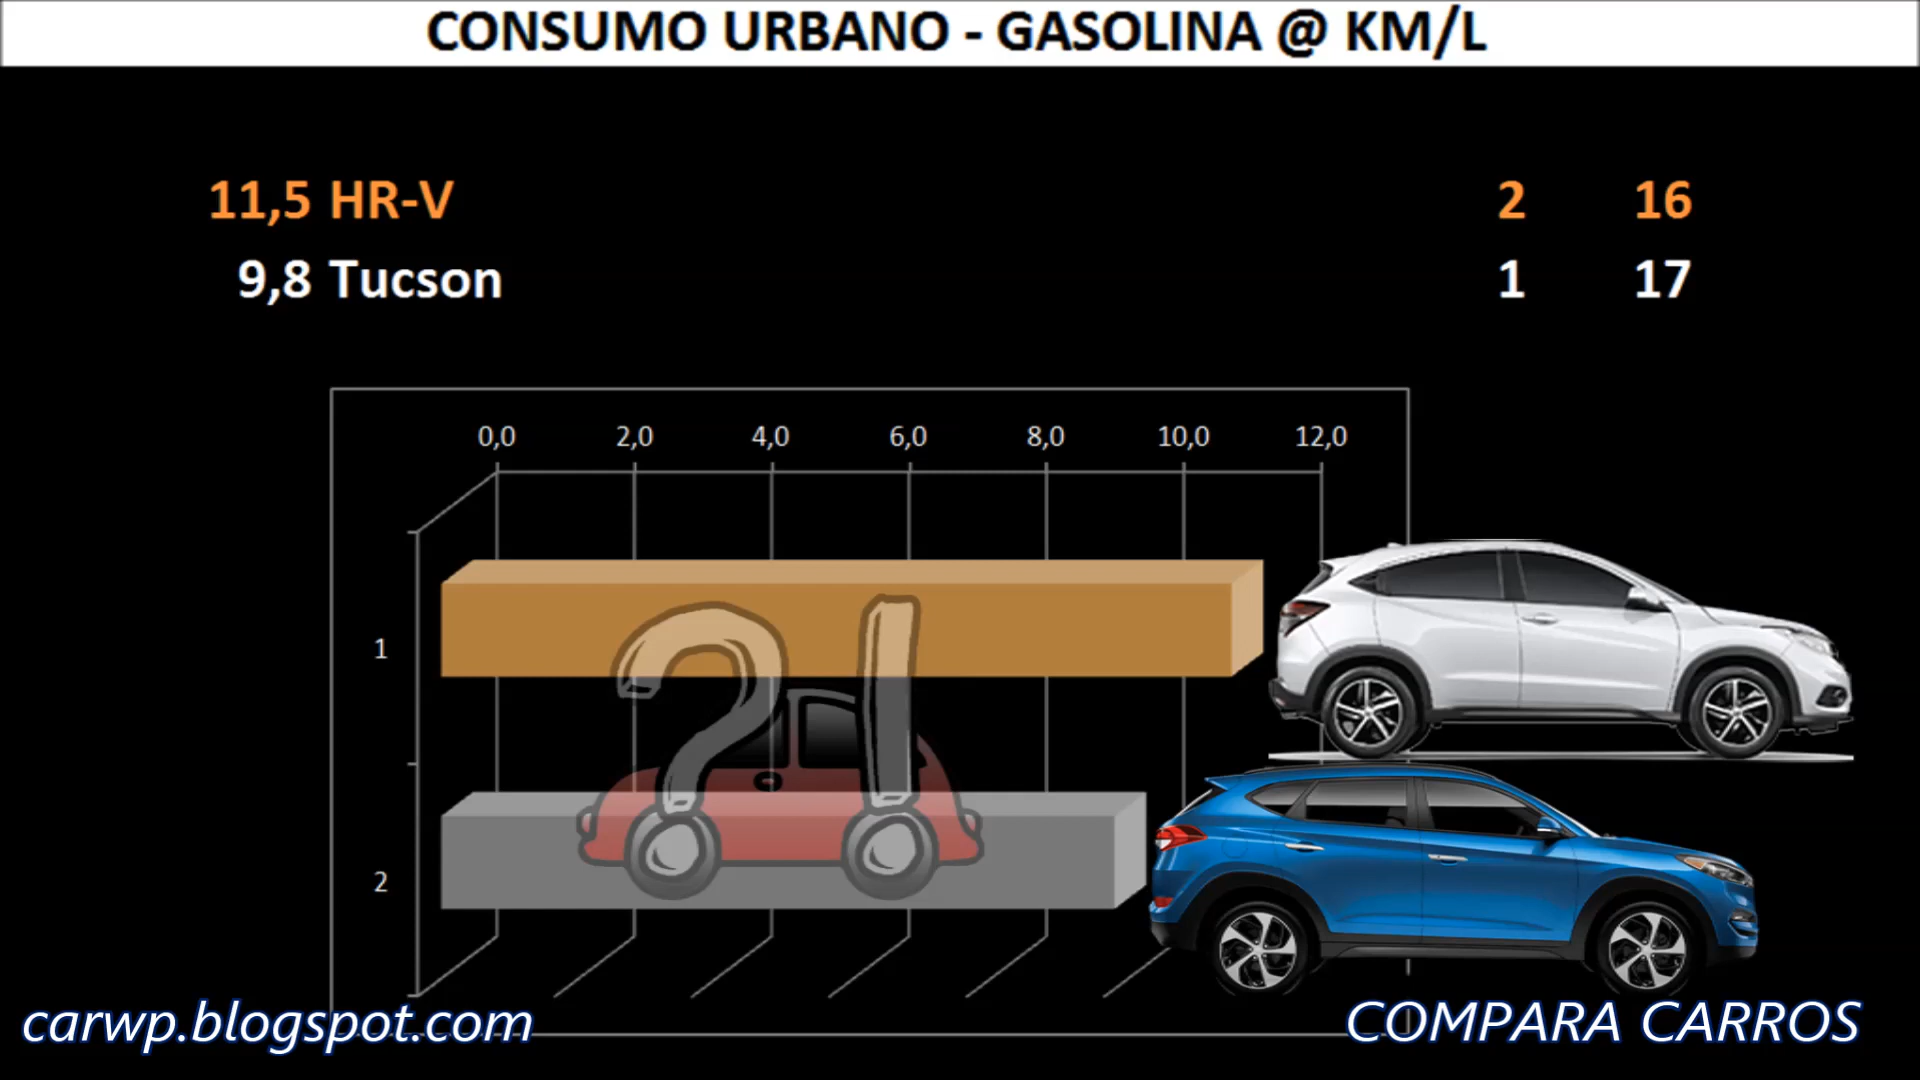 CONSUMO URBANO - GASOLINA @ KM/L
11,5 HR-V 2 16
9,8 Tucson 1 17
0,0 2,0 4,0 6,0 8,0 10,0 12,0
1
2
carwp.blogspot.com
COMPARA CARROS